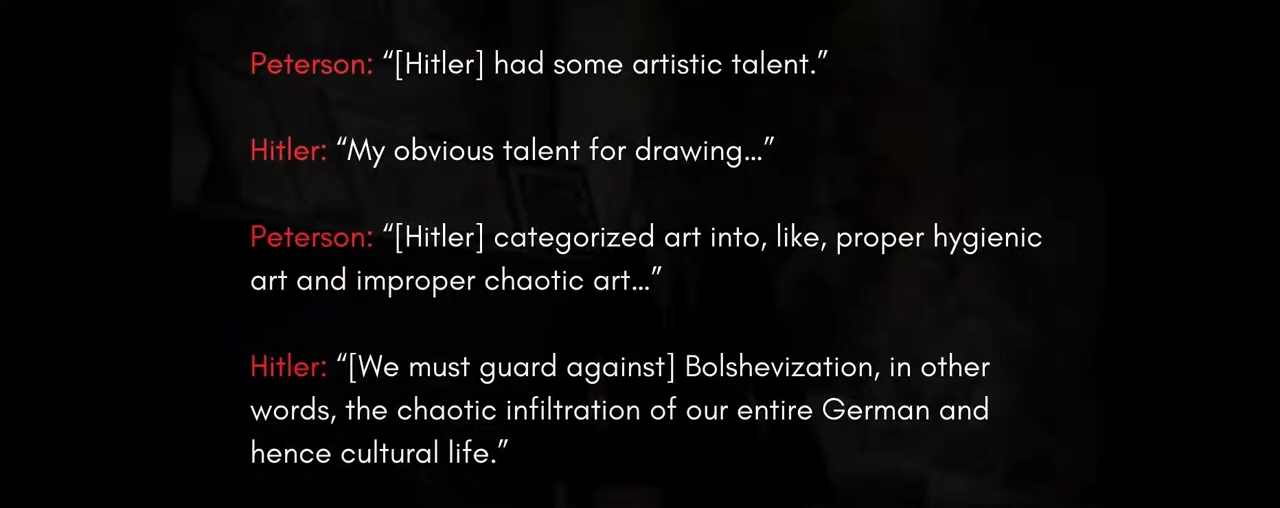 Peterson: “[Hitler] had some artistic talent.”
Hitler: “My obvious talent for drawing...”
Peterson: “[Hitler] categorized art into, like, proper hygienic
art and improper chaotic art...”
Hitler: “[We must guard against] Bolshevization, in other
words, the chaotic infiltration of our entire German and
hence cultural life.”